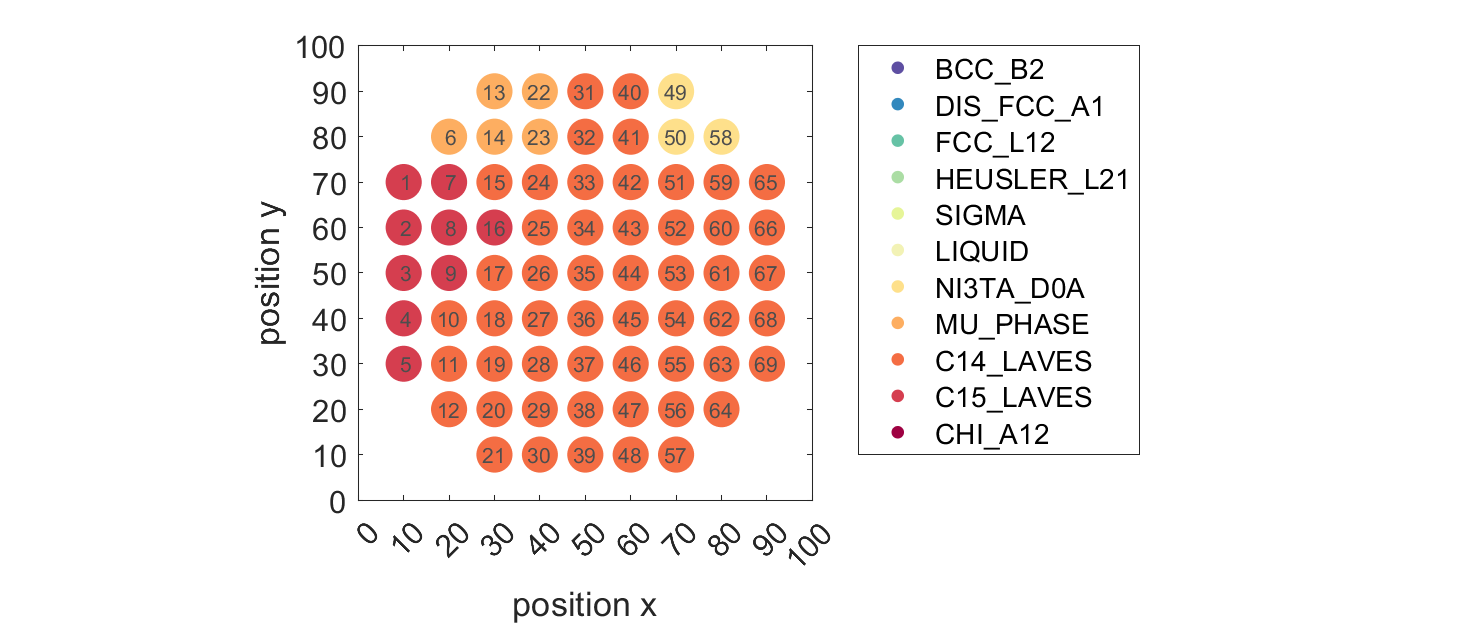 100
90
80
70
60
50
40
30
20
10
0
position y
13 22 31 40 49
6 14 23 32 41 50 58
1 7 15 24 33 42 51 59 65
2 8 16 25 34 43 52 60 66
3 9 17 26 35 44 53 61 67
4 10 18 27 36 45 54 62 68
5 11 19 28 37 46 55 63 69
12 20 29 38 47 56 64
21 30 39 48 57
0 10 20 30 40 50 60 70 80 90 100
position x
BCC_B2
DIS_FCC_A1
FCC_L12
HEUSLER_L21
SIGMA
LIQUID
NI3TA_D0A
MU_PHASE
C14_LAVES
C15_LAVES
CHI_A12